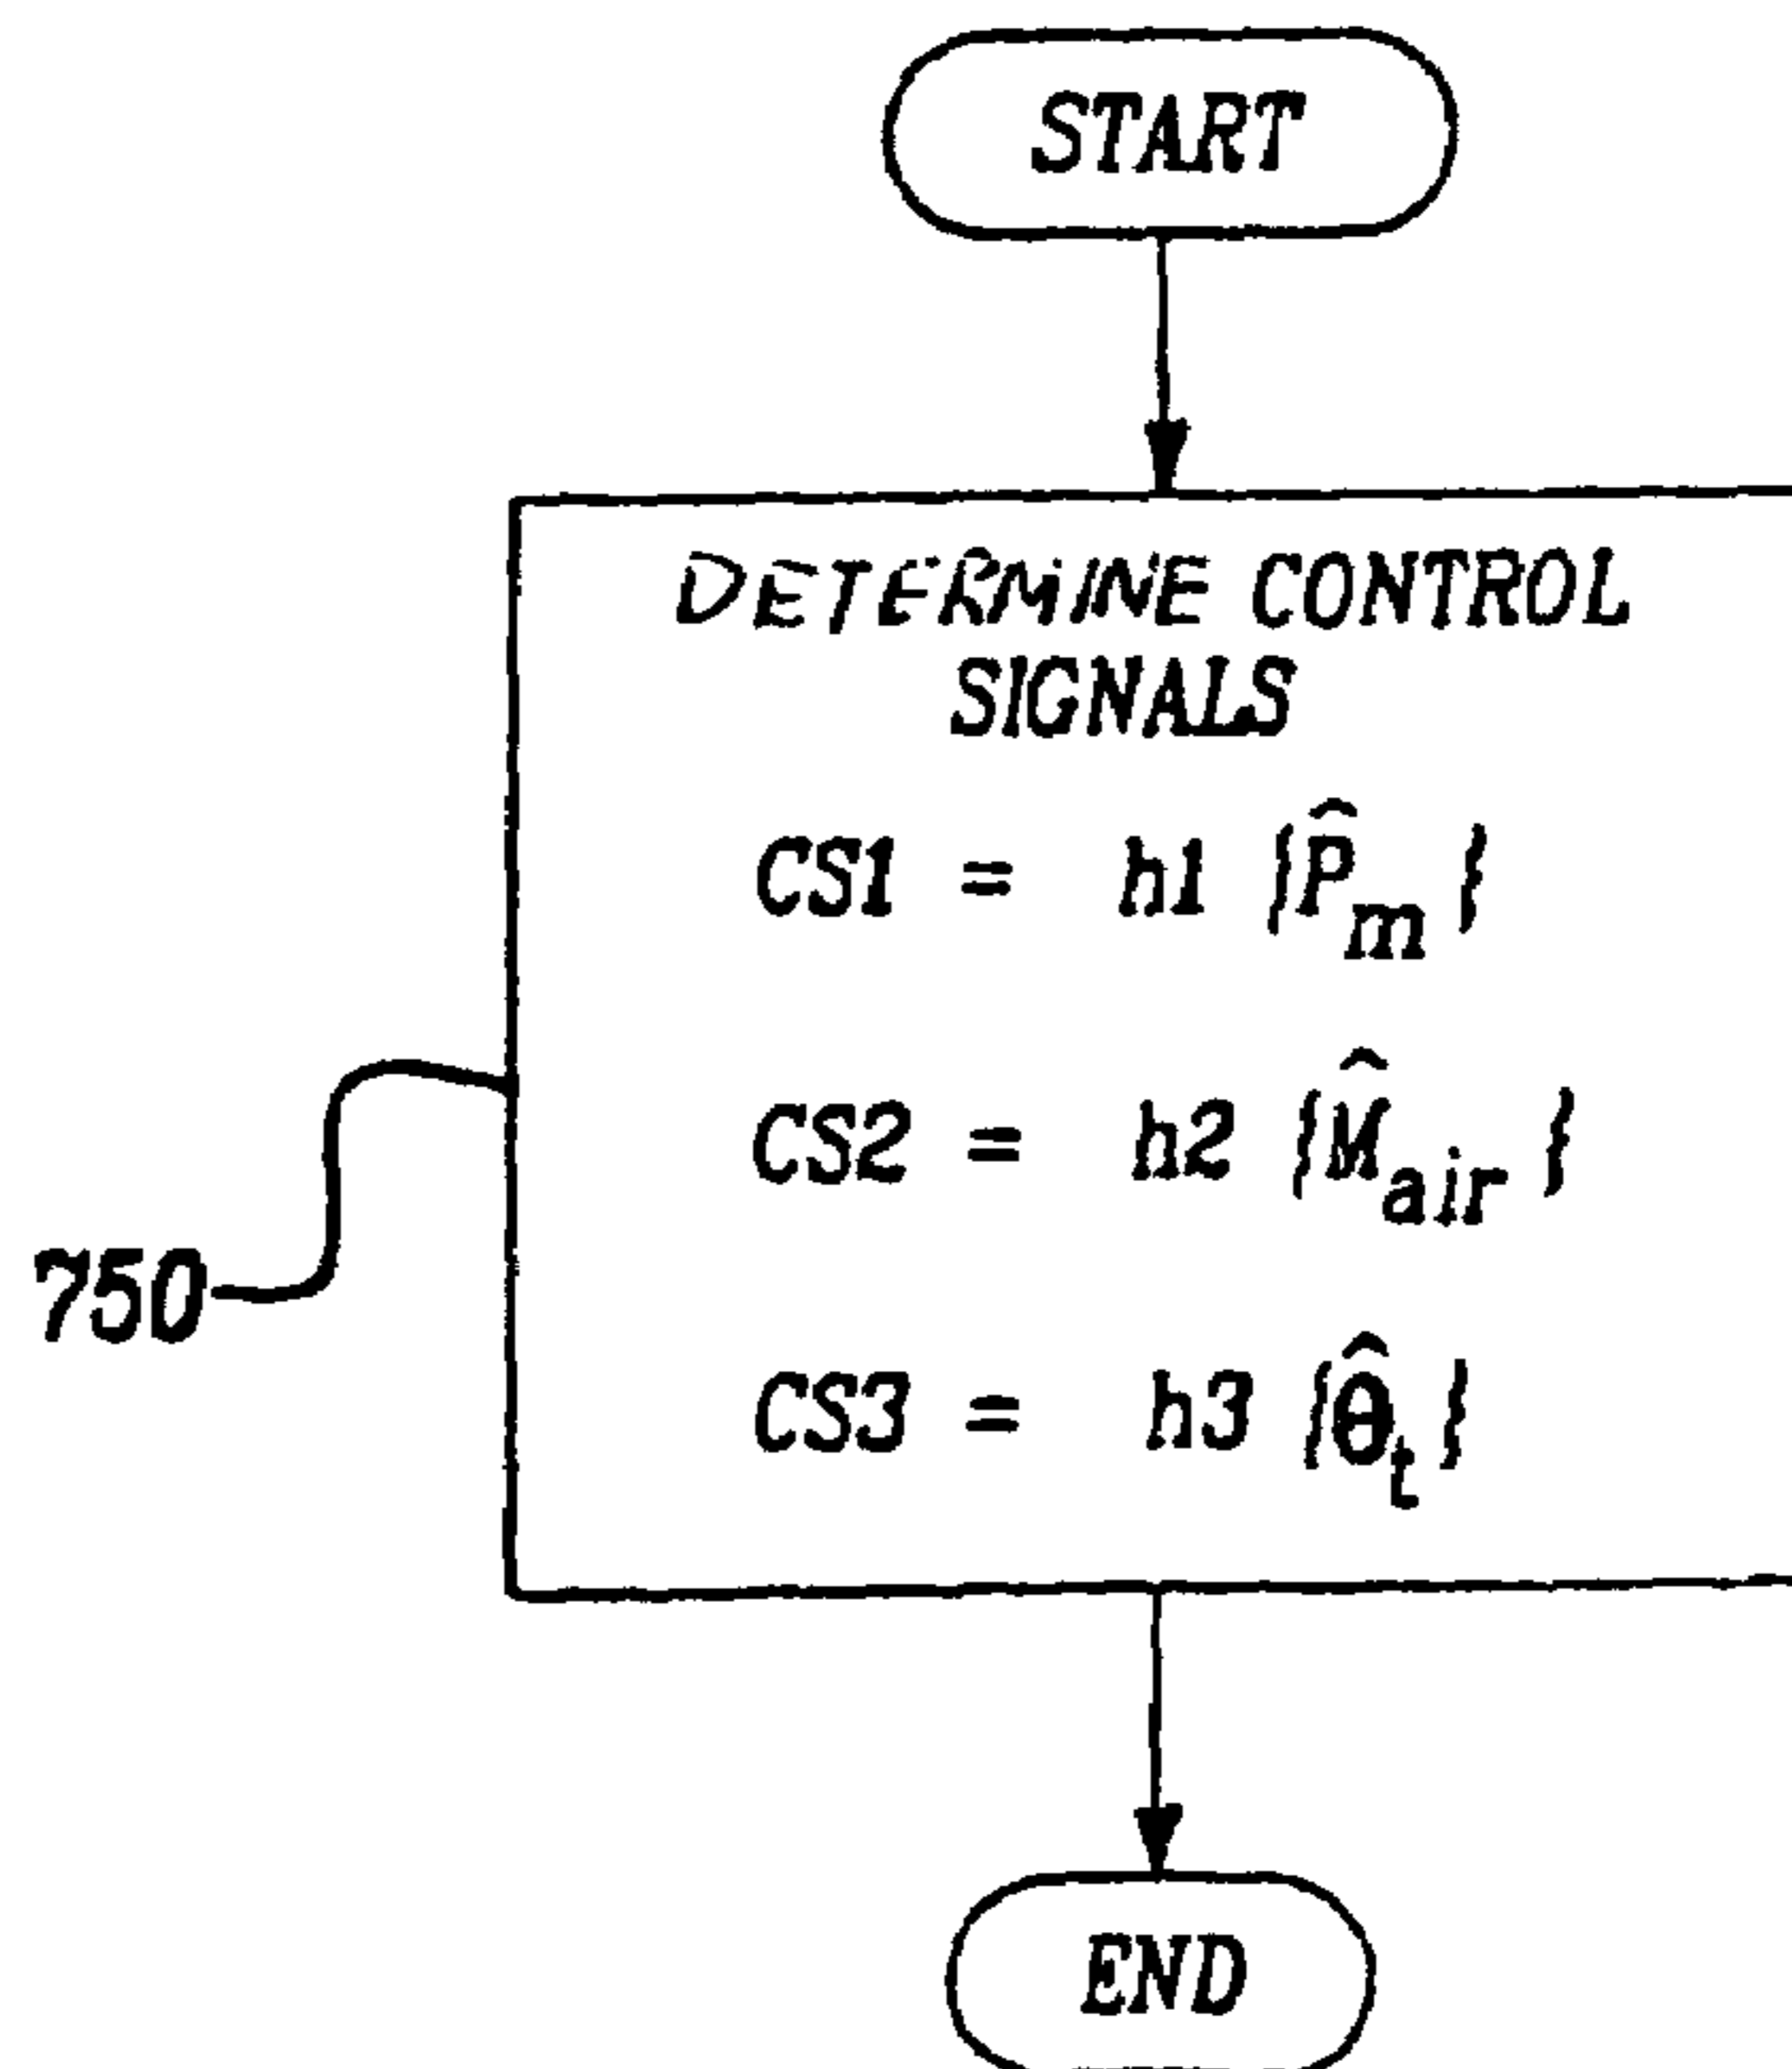 START
DETERMINE CONTROL
SIGNALS
CS1 = h1 {P̂m}
CS2 = h2 {M̂air}
750
CS3 = h3 {θ̂t}
END